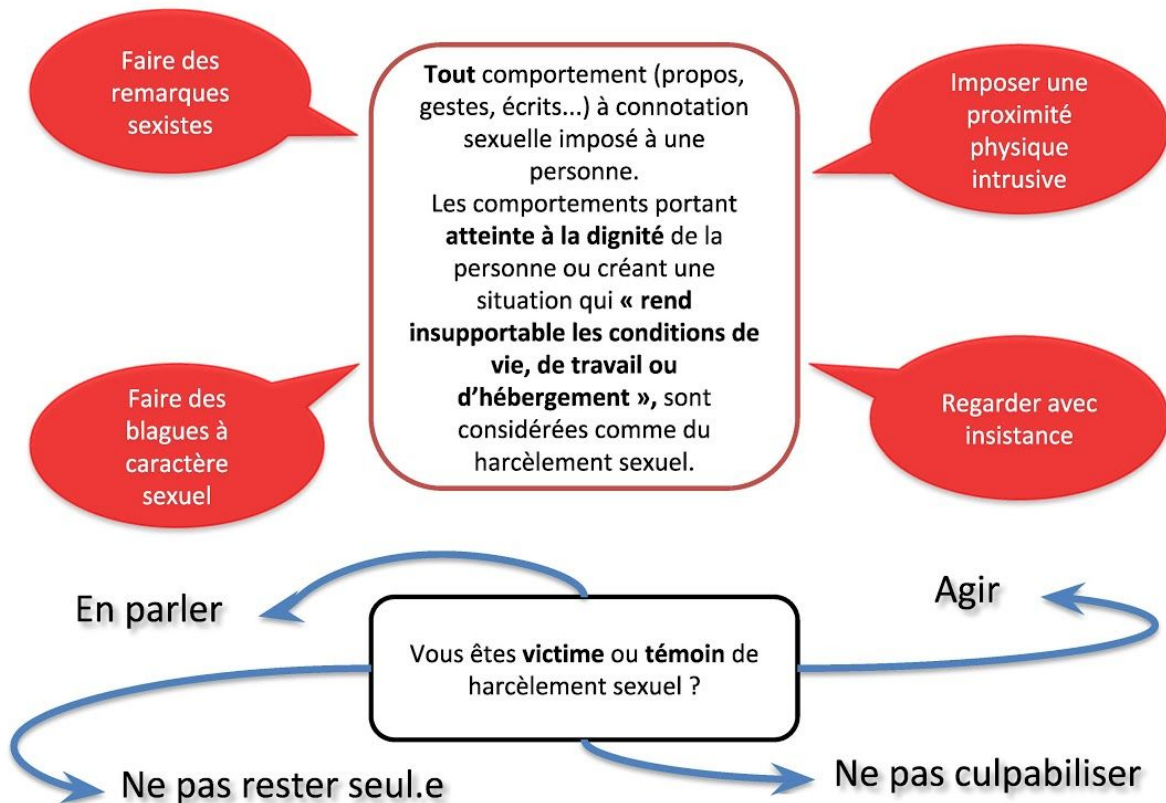 Faire des
remarques
sexistes
Tout comportement (propos,
gestes, écrits...) à connotation
sexuelle imposé à une
personne.
Les comportements portant
atteinte à la dignité de la
personne ou créant une
situation qui « rend
insupportable les conditions de
vie, de travail ou
d’hébergement », sont
considérées comme du
harcèlement sexuel.
Imposer une
proximité
physique
intrusive
Faire des
blagues à
caractère
sexuel
Regarder avec
insistance
En parler
Agir
Vous êtes victime ou témoin de
harcèlement sexuel ?
Ne pas rester seul.e
Ne pas culpabiliser